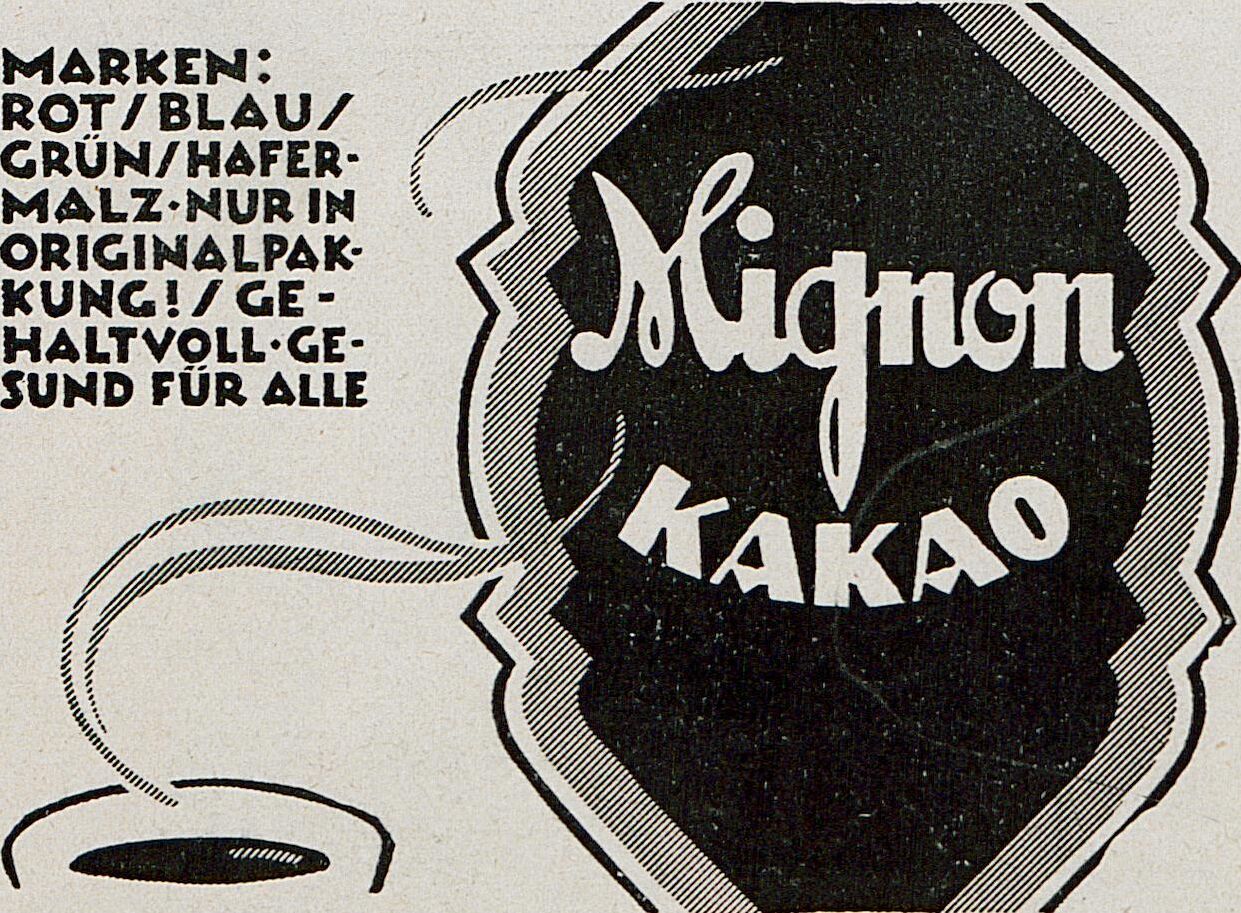 MARKEN:
ROT/BLAU/
GRÜN/HAFER-
MALZ·NUR IN
ORIGINALPAK-
KUNG!/GE-
HALTVOLL·GE-
SUND FÜR ALLE
Mignon
KAKAO